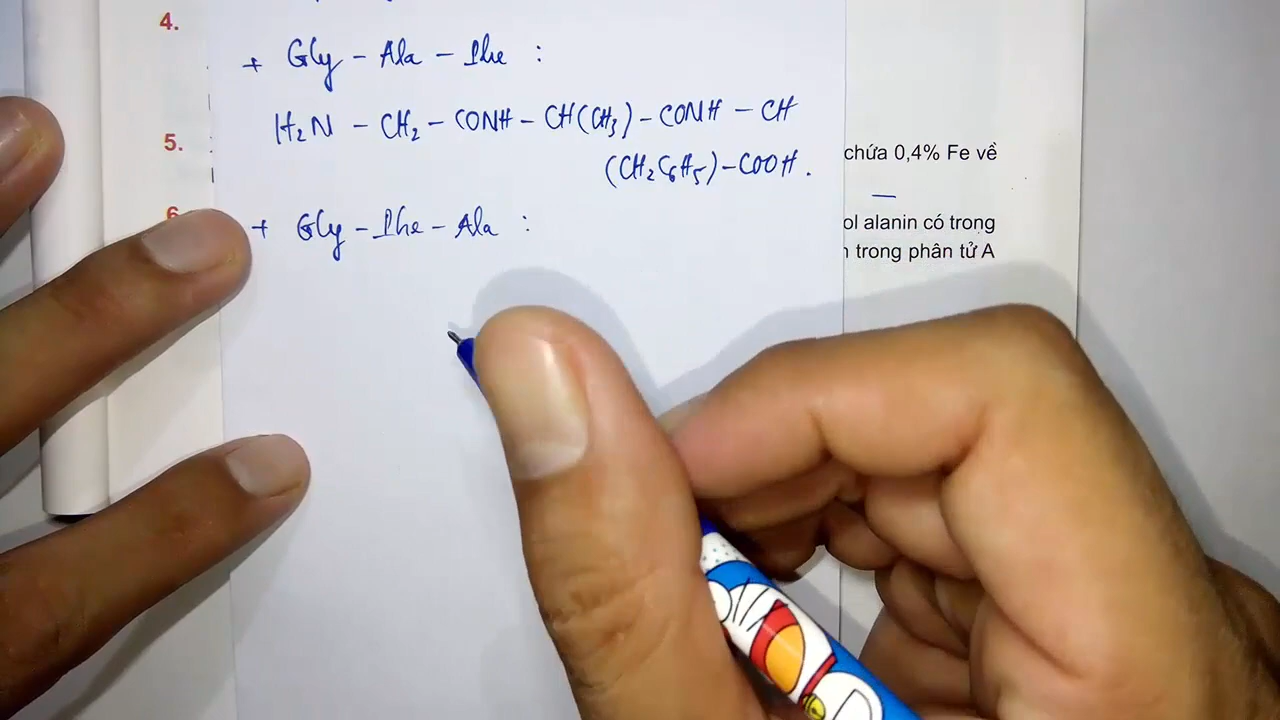 4.
+ Gly - Ala - Phe :
H₂N - CH₂ - CONH - CH(CH₃) - CONH - CH
(CH₂C₆H₅) - COOH.
5.
chứa 0,4% Fe về
6.
+ Gly - Phe - Ala :
ol alanin có trong
trong phân tử A